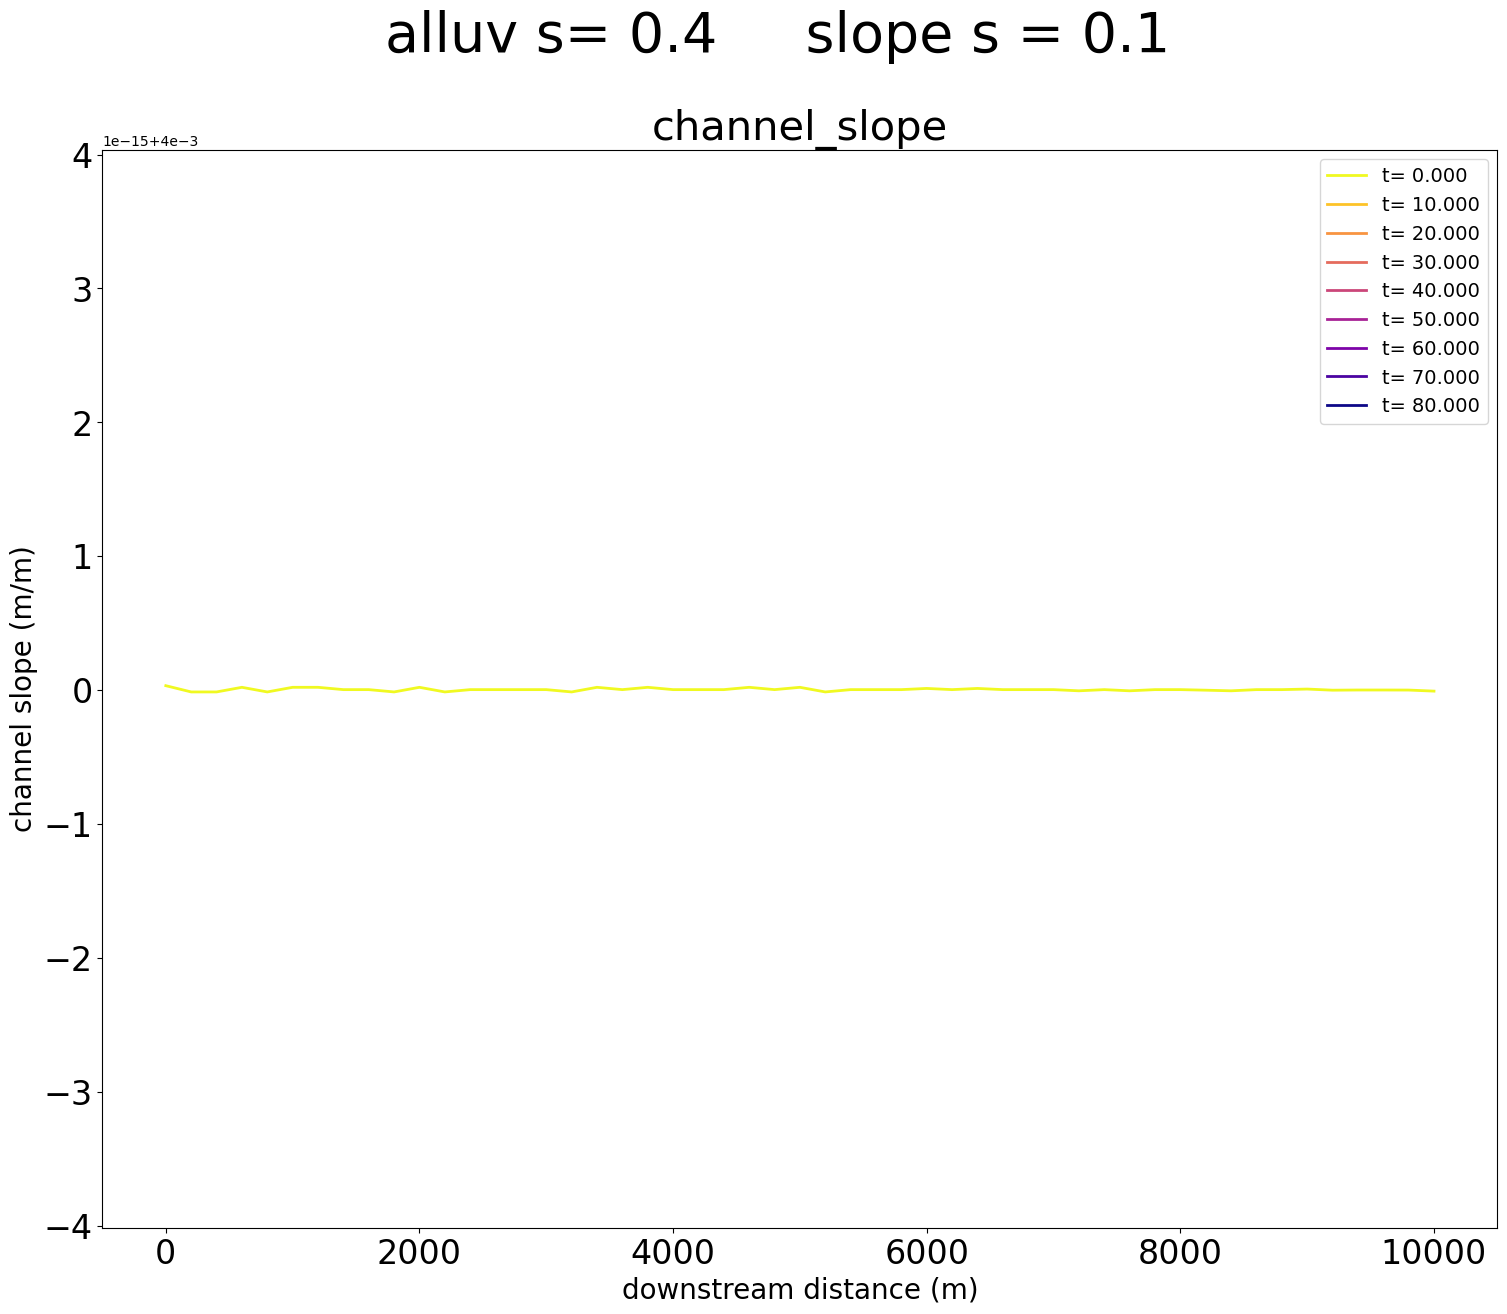 alluv s= 0.4     slope s = 0.1
channel_slope
1e−15+4e−3
4
3
2
1
0
−1
−2
−3
−4
channel slope (m/m)
t= 0.000
t= 10.000
t= 20.000
t= 30.000
t= 40.000
t= 50.000
t= 60.000
t= 70.000
t= 80.000
0 2000 4000 6000 8000 10000
downstream distance (m)